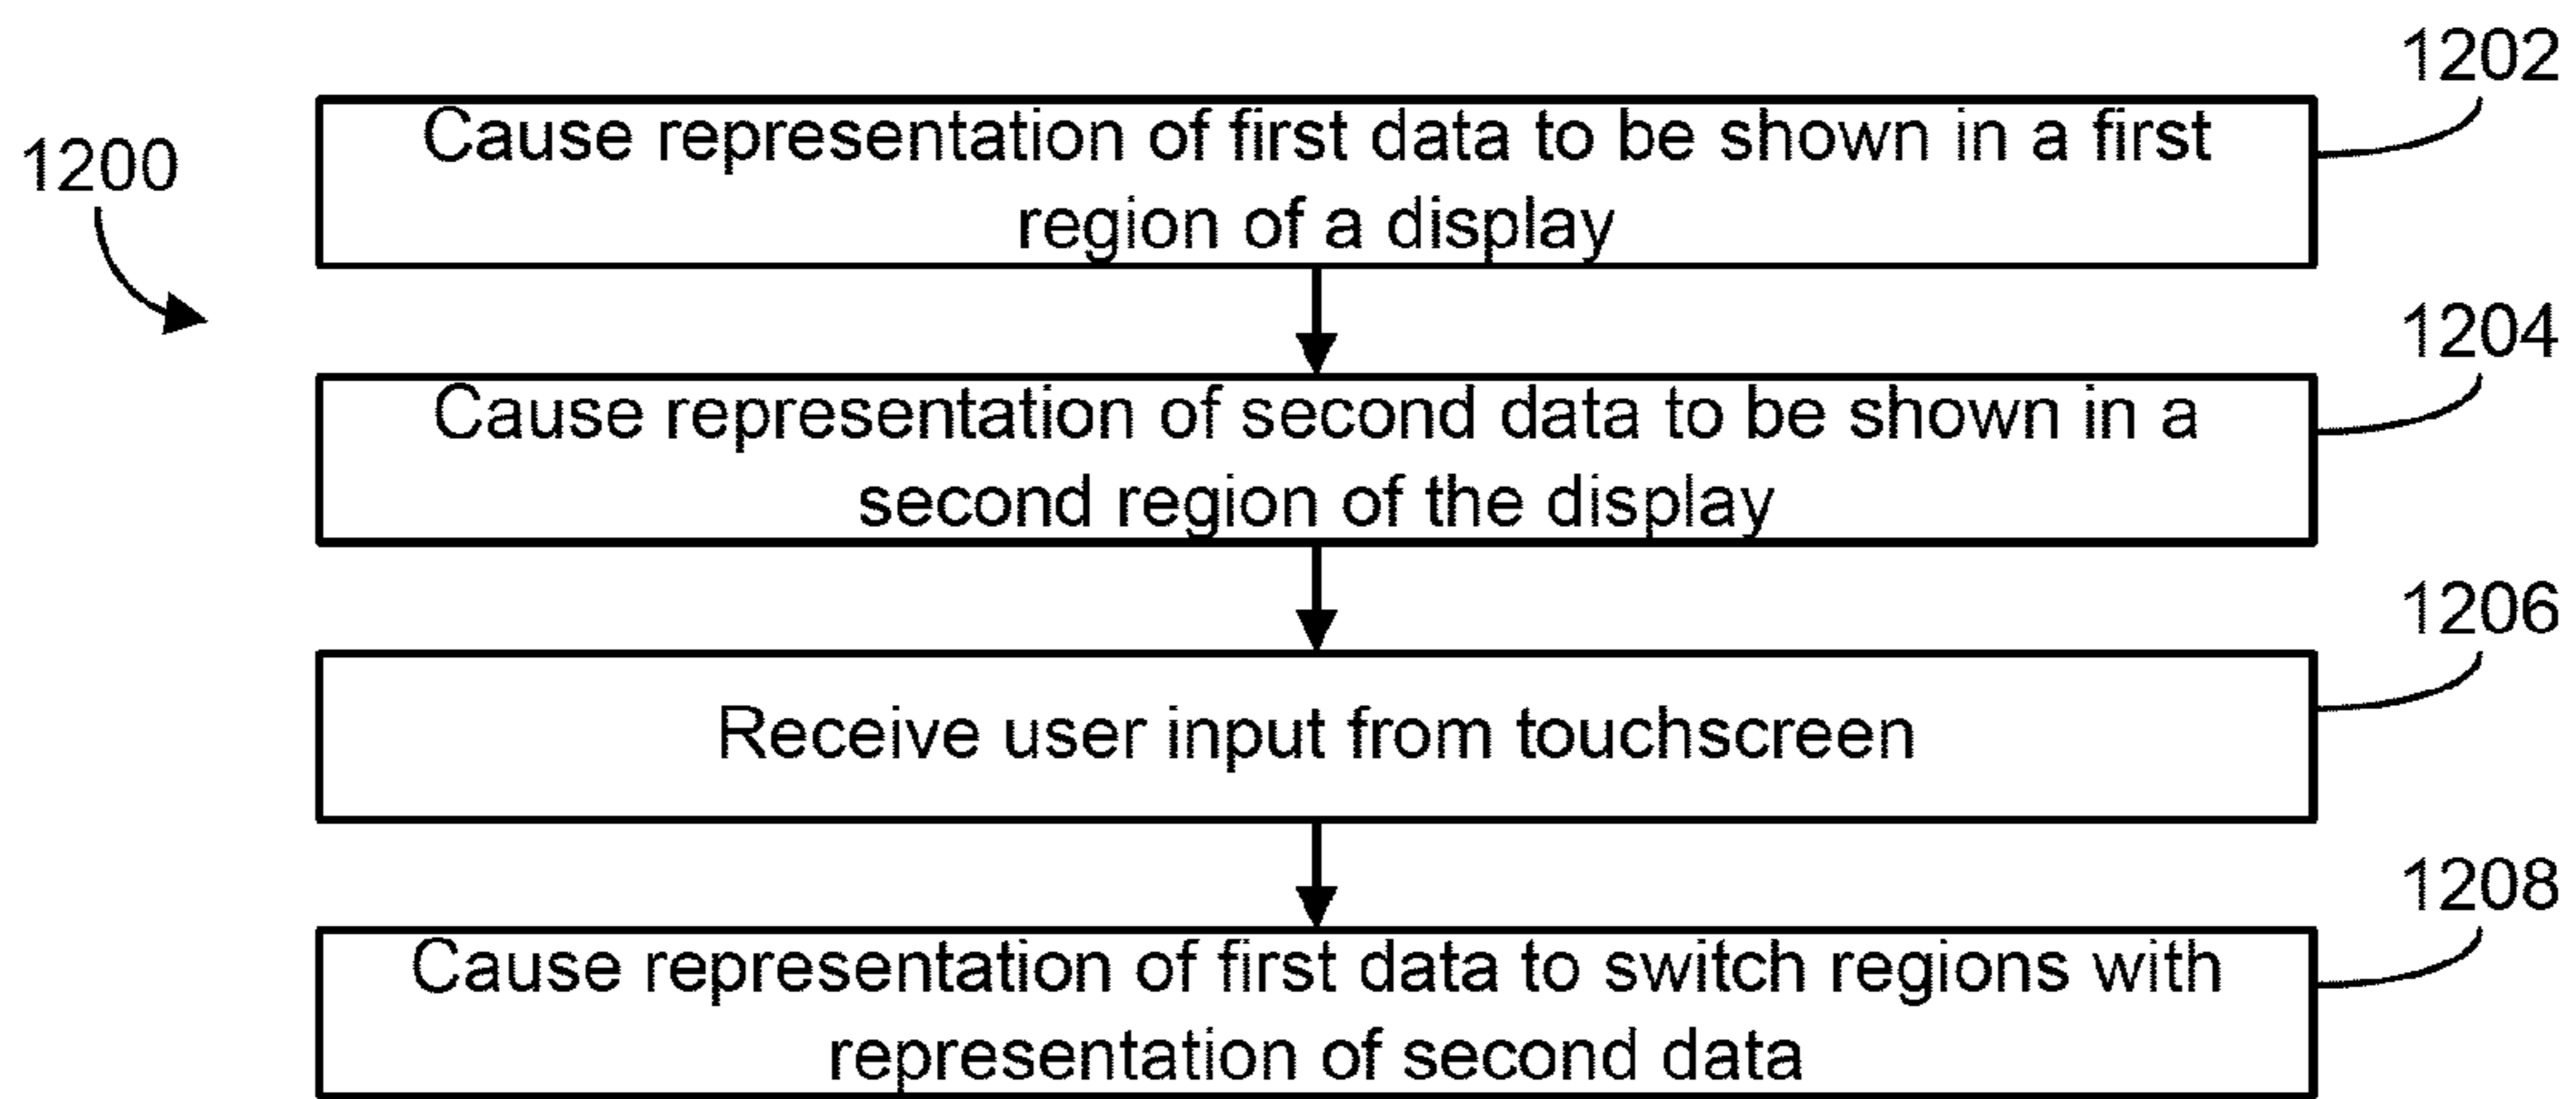 1202
1200
Cause representation of first data to be shown in a first
region of a display
1204
Cause representation of second data to be shown in a
second region of the display
1206
Receive user input from touchscreen
1208
Cause representation of first data to switch regions with
representation of second data